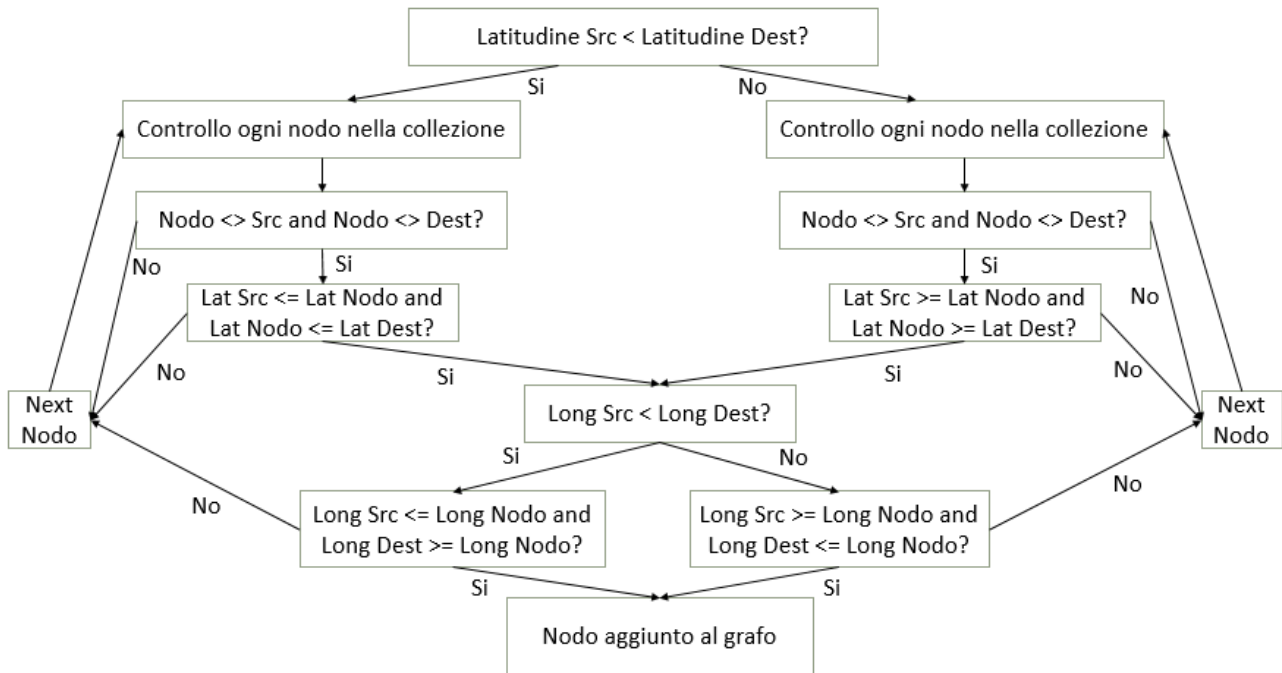 Latitudine Src < Latitudine Dest?
Si
No
Controllo ogni nodo nella collezione
Controllo ogni nodo nella collezione
Nodo <> Src and Nodo <> Dest?
Nodo <> Src and Nodo <> Dest?
No
Si
Si
No
Lat Src <= Lat Nodo and
Lat Nodo <= Lat Dest?
Lat Src >= Lat Nodo and
Lat Nodo >= Lat Dest?
No
Si
Si
No
Next
Nodo
Long Src < Long Dest?
Next
Nodo
Si
No
No
No
Long Src <= Long Nodo and
Long Dest >= Long Nodo?
Long Src >= Long Nodo and
Long Dest <= Long Nodo?
Si
Si
Nodo aggiunto al grafo